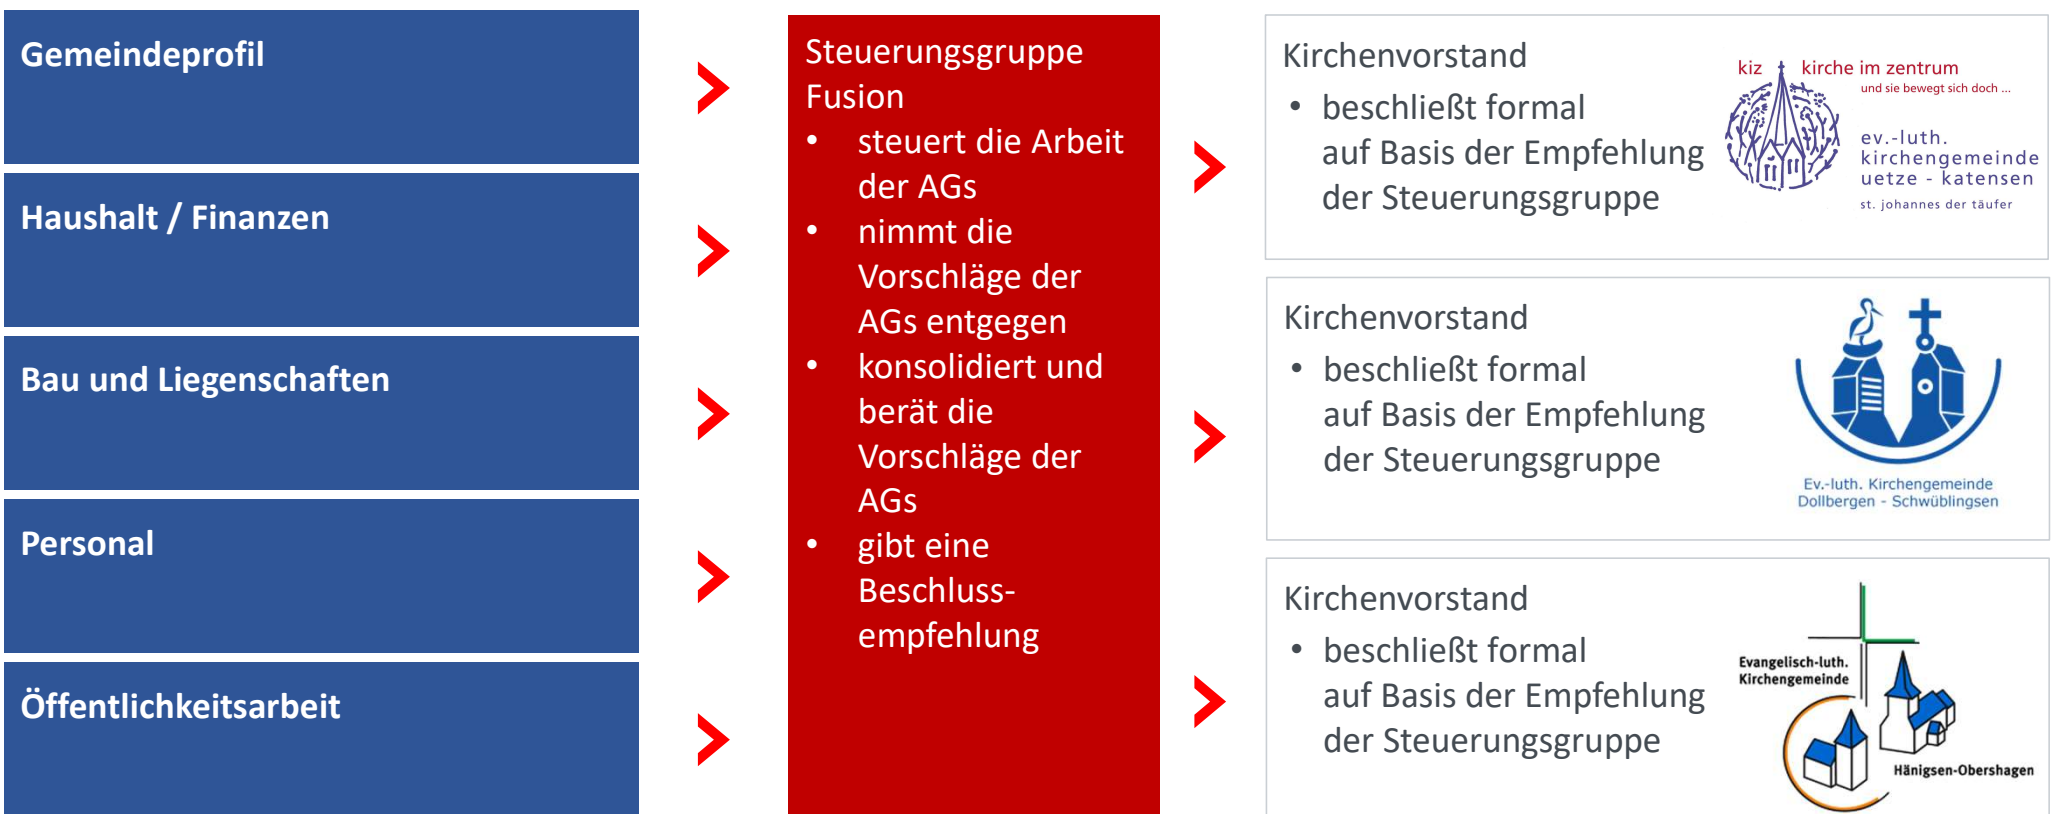 Gemeindeprofil
Haushalt / Finanzen
Bau und Liegenschaften
Personal
Öffentlichkeitsarbeit
Steuerungsgruppe
Fusion
• steuert die Arbeit
der AGs
• nimmt die
Vorschläge der
AGs entgegen
• konsolidiert und
berät die
Vorschläge der
AGs
• gibt eine
Beschluss-
empfehlung
Kirchenvorstand
• beschließt formal
auf Basis der Empfehlung
der Steuerungsgruppe
kiz kirche im zentrum
und sie bewegt sich doch ...
ev.-luth.
kirchengemeinde
uetze - katensen
st. johannes der täufer
Kirchenvorstand
• beschließt formal
auf Basis der Empfehlung
der Steuerungsgruppe
Ev.-luth. Kirchengemeinde
Dollbergen - Schwüblingsen
Kirchenvorstand
• beschließt formal
auf Basis der Empfehlung
der Steuerungsgruppe
Evangelisch-luth.
Kirchengemeinde
Hänigsen-Obershagen